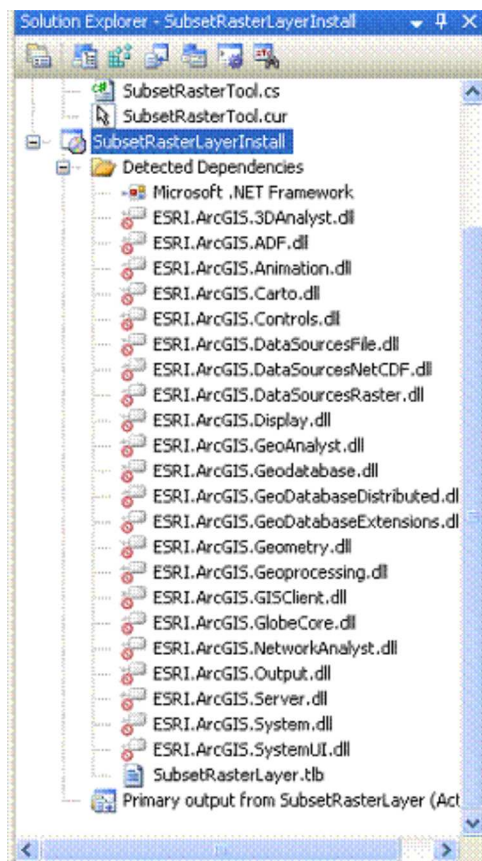 Solution Explorer - SubsetRasterLayerInstall
SubsetRasterTool.cs
SubsetRasterTool.cur
SubsetRasterLayerInstall
Detected Dependencies
Microsoft .NET Framework
ESRI.ArcGIS.3DAnalyst.dll
ESRI.ArcGIS.ADF.dll
ESRI.ArcGIS.Animation.dll
ESRI.ArcGIS.Carto.dll
ESRI.ArcGIS.Controls.dll
ESRI.ArcGIS.DataSourcesFile.dll
ESRI.ArcGIS.DataSourcesNetCDF.dll
ESRI.ArcGIS.DataSourcesRaster.dll
ESRI.ArcGIS.Display.dll
ESRI.ArcGIS.GeoAnalyst.dll
ESRI.ArcGIS.Geodatabase.dll
ESRI.ArcGIS.GeoDatabaseDistributed.dl
ESRI.ArcGIS.GeoDatabaseExtensions.dl
ESRI.ArcGIS.Geometry.dll
ESRI.ArcGIS.Geoprocessing.dll
ESRI.ArcGIS.GISClient.dll
ESRI.ArcGIS.GlobeCore.dll
ESRI.ArcGIS.NetworkAnalyst.dll
ESRI.ArcGIS.Output.dll
ESRI.ArcGIS.Server.dll
ESRI.ArcGIS.System.dll
ESRI.ArcGIS.SystemUI.dll
SubsetRasterLayer.tlb
Primary output from SubsetRasterLayer (Act